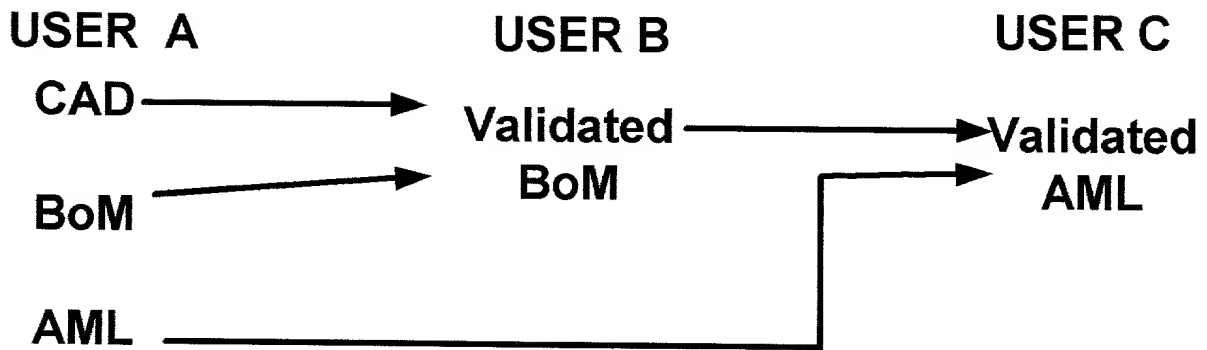 USER A
CAD
BoM
AML
USER B
Validated
BoM
USER C
Validated
AML